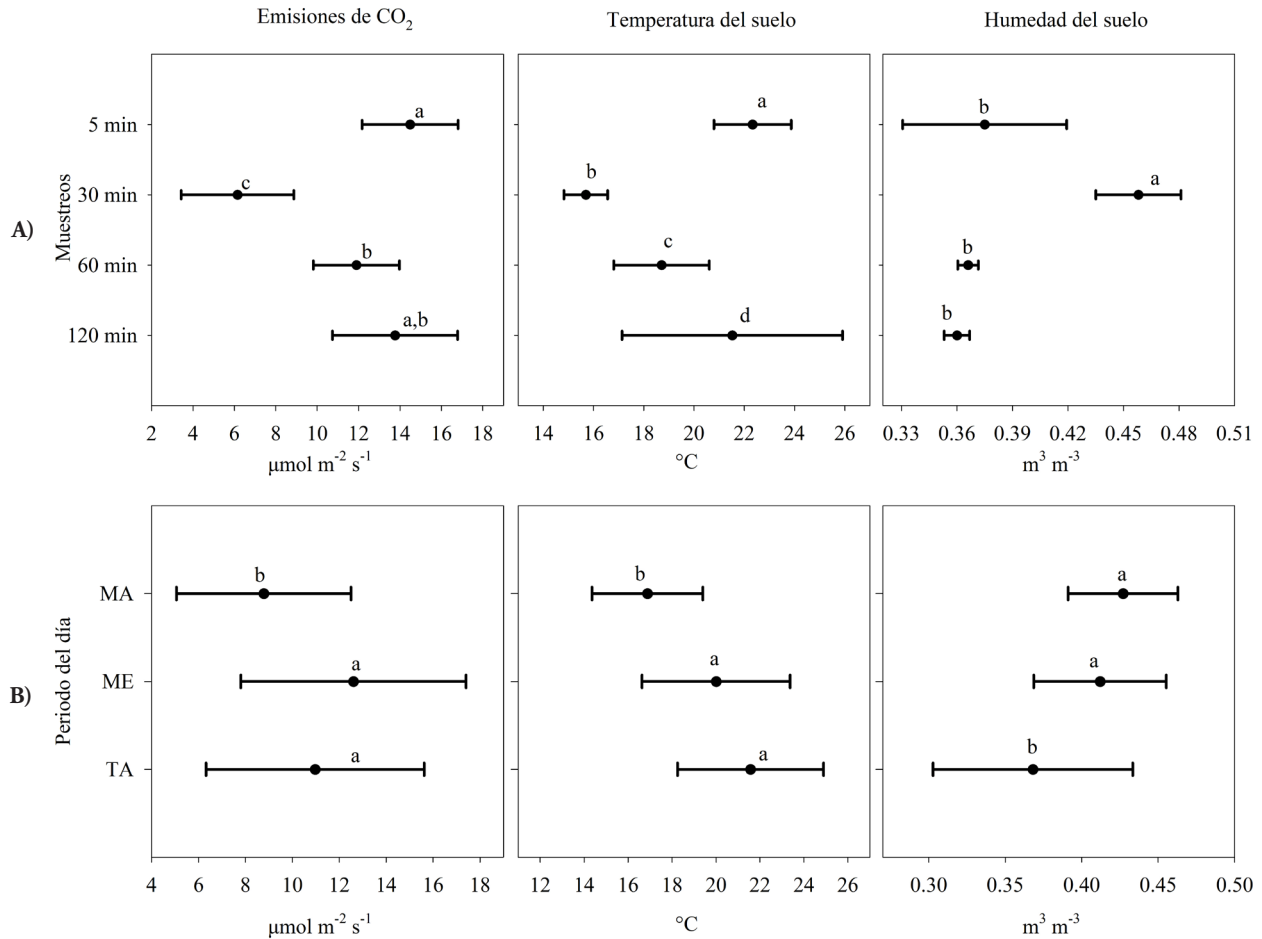 Emisiones de CO2 Temperatura del suelo Humedad del suelo
A)
Muestreos
5 min a a b
30 min c b a
60 min b c b
120 min a,b d b
2 4 6 8 10 12 14 16 18 14 16 18 20 22 24 26 0.33 0.36 0.39 0.42 0.45 0.48 0.51
μmol m-2 s-1 °C m3 m-3
B)
Periodo del día
MA b b a
ME a a a
TA a a b
4 6 8 10 12 14 16 18 12 14 16 18 20 22 24 26 0.30 0.35 0.40 0.45 0.50
μmol m-2 s-1 °C m3 m-3